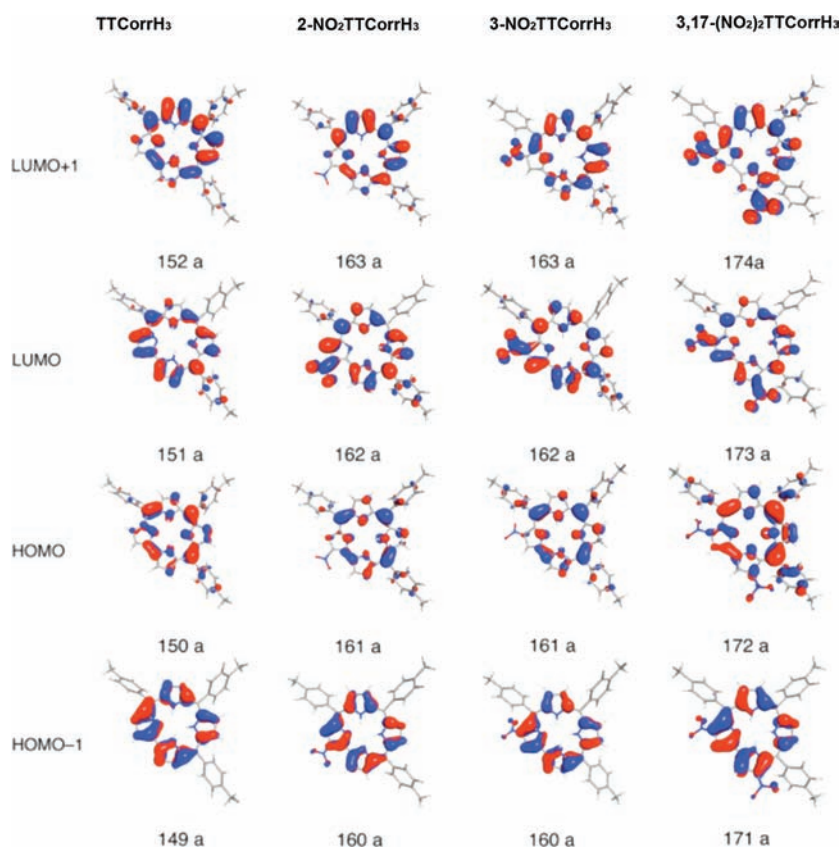 TTCorrH₃ 2-NO₂TTCorrH₃ 3-NO₂TTCorrH₃ 3,17-(NO₂)₂TTCorrH₃
LUMO+1
152 a 163 a 163 a 174a
LUMO
151 a 162 a 162 a 173 a
HOMO
150 a 161 a 161 a 172 a
HOMO−1
149 a 160 a 160 a 171 a